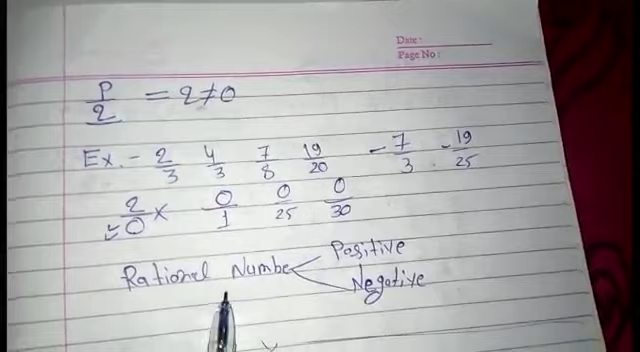 Date:
Page No:
P/q = q≠0
Ex. - 2/3 4/3 7/8 19/20 - 7/3 - 19/25
2/0 × 0/1 0/25 0/30
Positive
Rational Numbe
Negative